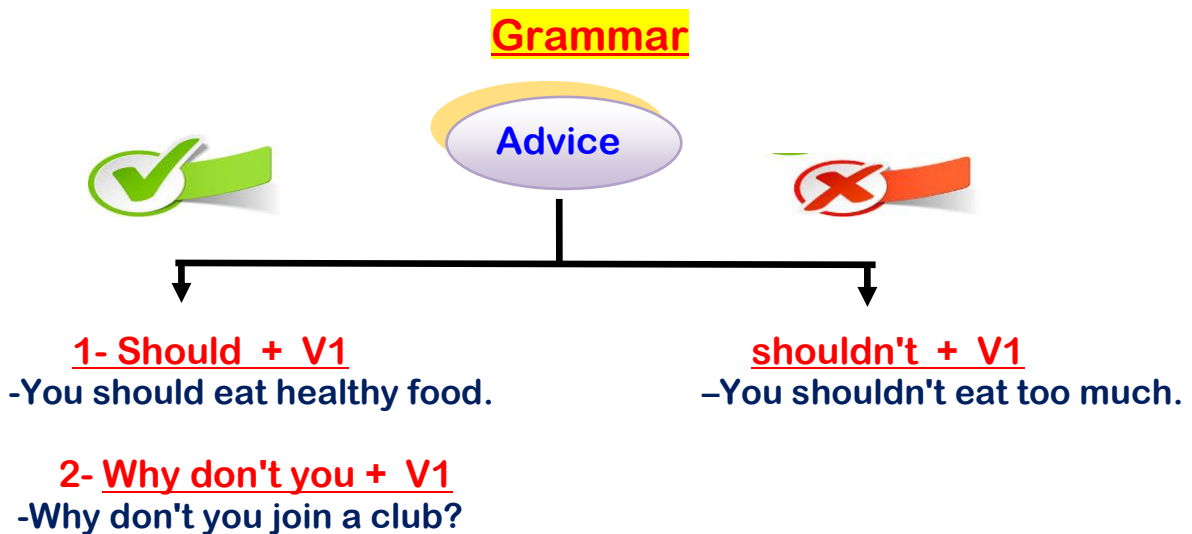 Grammar
Advice
1- Should + V1
-You should eat healthy food.
2- Why don't you + V1
-Why don't you join a club?
shouldn't + V1
–You shouldn't eat too much.